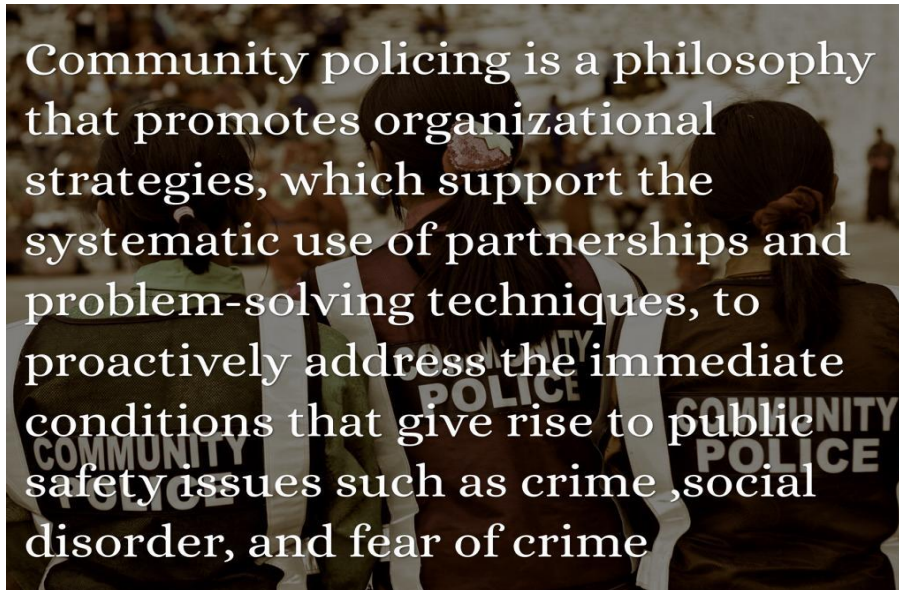 Community policing is a philosophy
that promotes organizational
strategies, which support the
systematic use of partnerships and
problem-solving techniques, to
proactively address the immediate
conditions that give rise to public
safety issues such as crime ,social
disorder, and fear of crime
COMMUNITY
POLICE
COMMUNITY
POLICE
COMMUNITY
POLICE